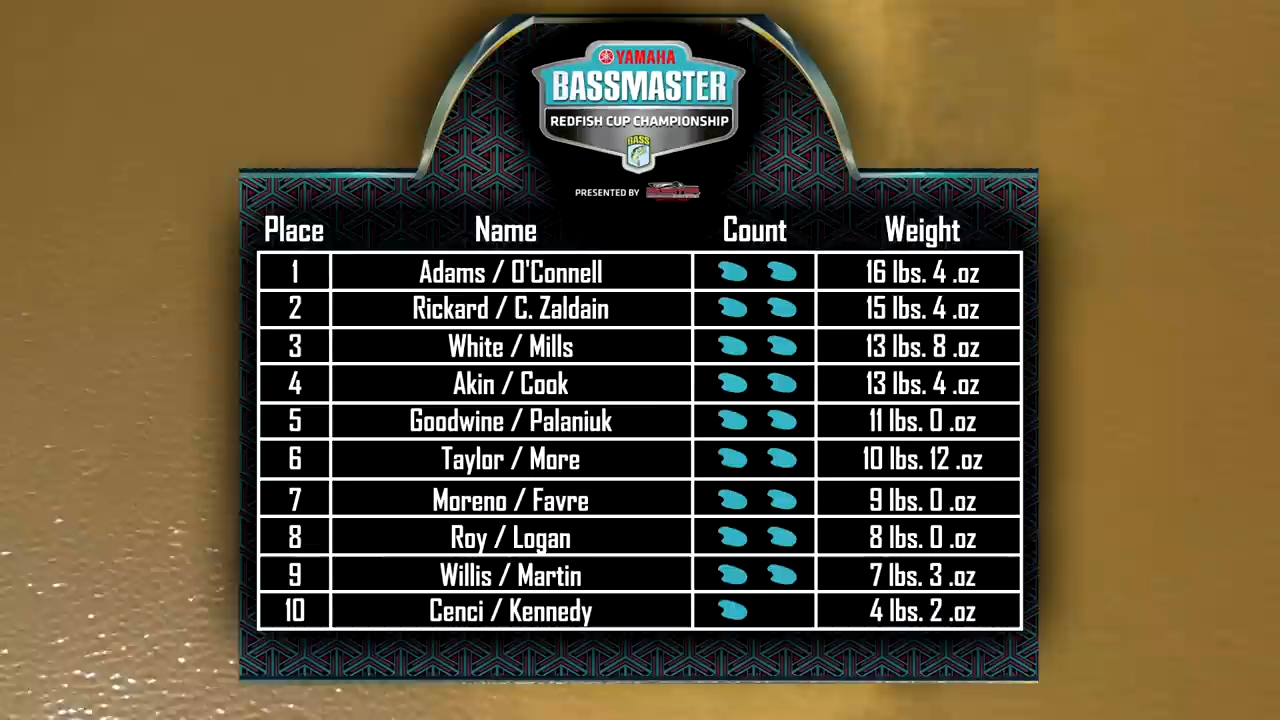 YAMAHA
BASSMASTER
REDFISH CUP CHAMPIONSHIP
BASS
PRESENTED BY
Place Name Count Weight
1 Adams / O'Connell 16 lbs. 4 .oz
2 Rickard / C. Zaldain 15 lbs. 4 .oz
3 White / Mills 13 lbs. 8 .oz
4 Akin / Cook 13 lbs. 4 .oz
5 Goodwine / Palaniuk 11 lbs. 0 .oz
6 Taylor / More 10 lbs. 12 .oz
7 Moreno / Favre 9 lbs. 0 .oz
8 Roy / Logan 8 lbs. 0 .oz
9 Willis / Martin 7 lbs. 3 .oz
10 Cenci / Kennedy 4 lbs. 2 .oz